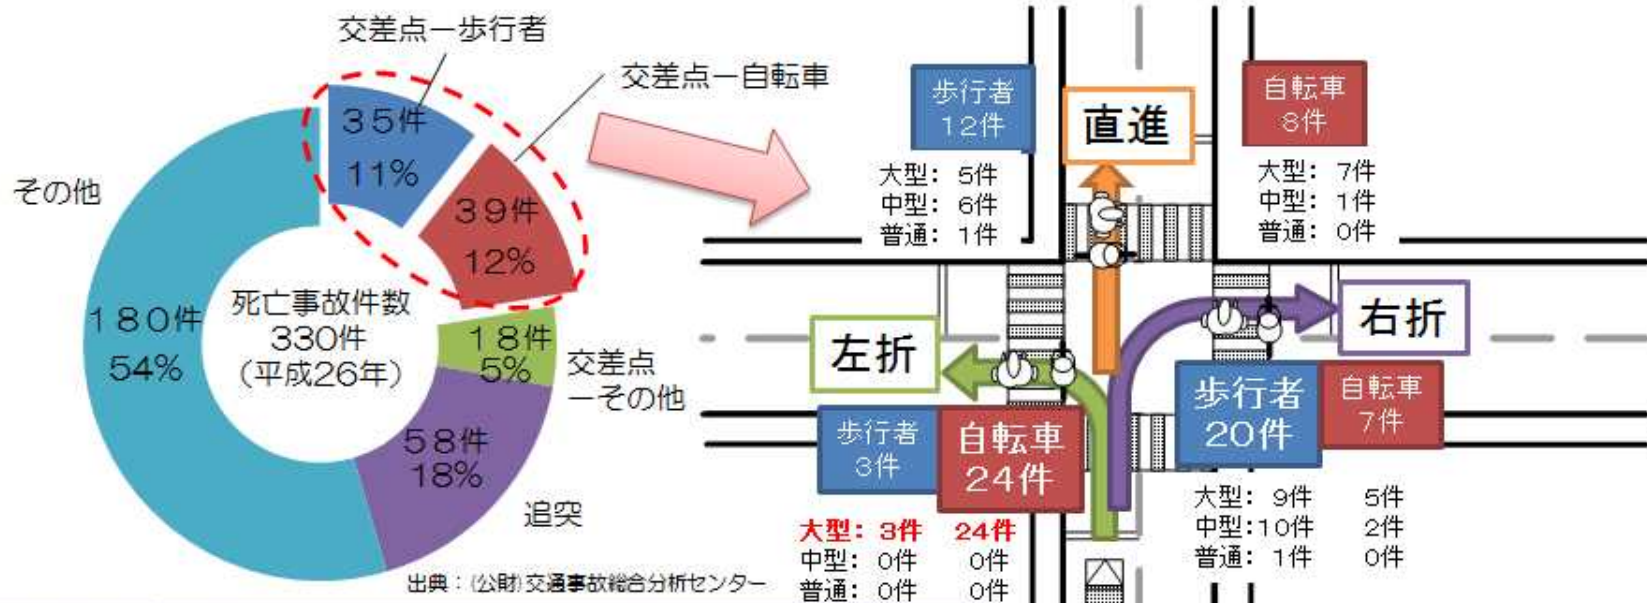 交差点－歩行者
交差点－自転車
その他
３５件
11%
３９件
12%
１８０件
54%
死亡事故件数
330件
（平成26年）
１８件
5%
交差点
－その他
５８件
18%
追突
出典：(公財)交通事故総合分析センター
歩行者
12件
直進
自転車
8件
大型： 5件
中型： 6件
普通： 1件
大型： 7件
中型： 1件
普通： 0件
左折
右折
歩行者
3件
自転車
24件
歩行者
20件
自転車
7件
大型： 3件 24件
中型： 0件 0件
普通： 0件 0件
大型： 9件 5件
中型：10件 2件
普通： 1件 0件